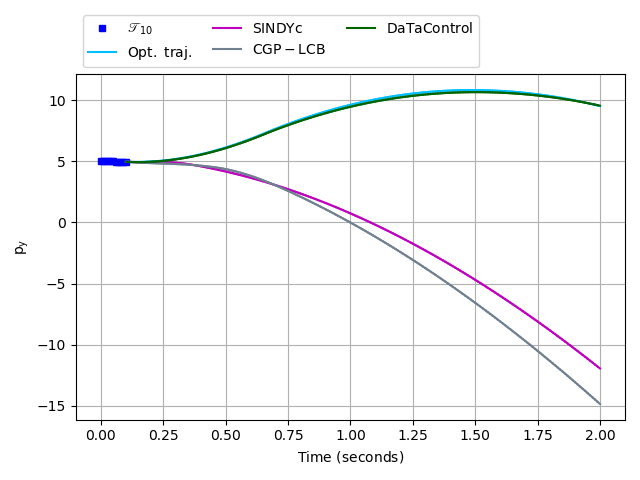 𝒯10 SINDYc DaTaControl
Opt. traj. CGP − LCB
10
5
0
−5
−10
−15
py
0.00 0.25 0.50 0.75 1.00 1.25 1.50 1.75 2.00
Time (seconds)